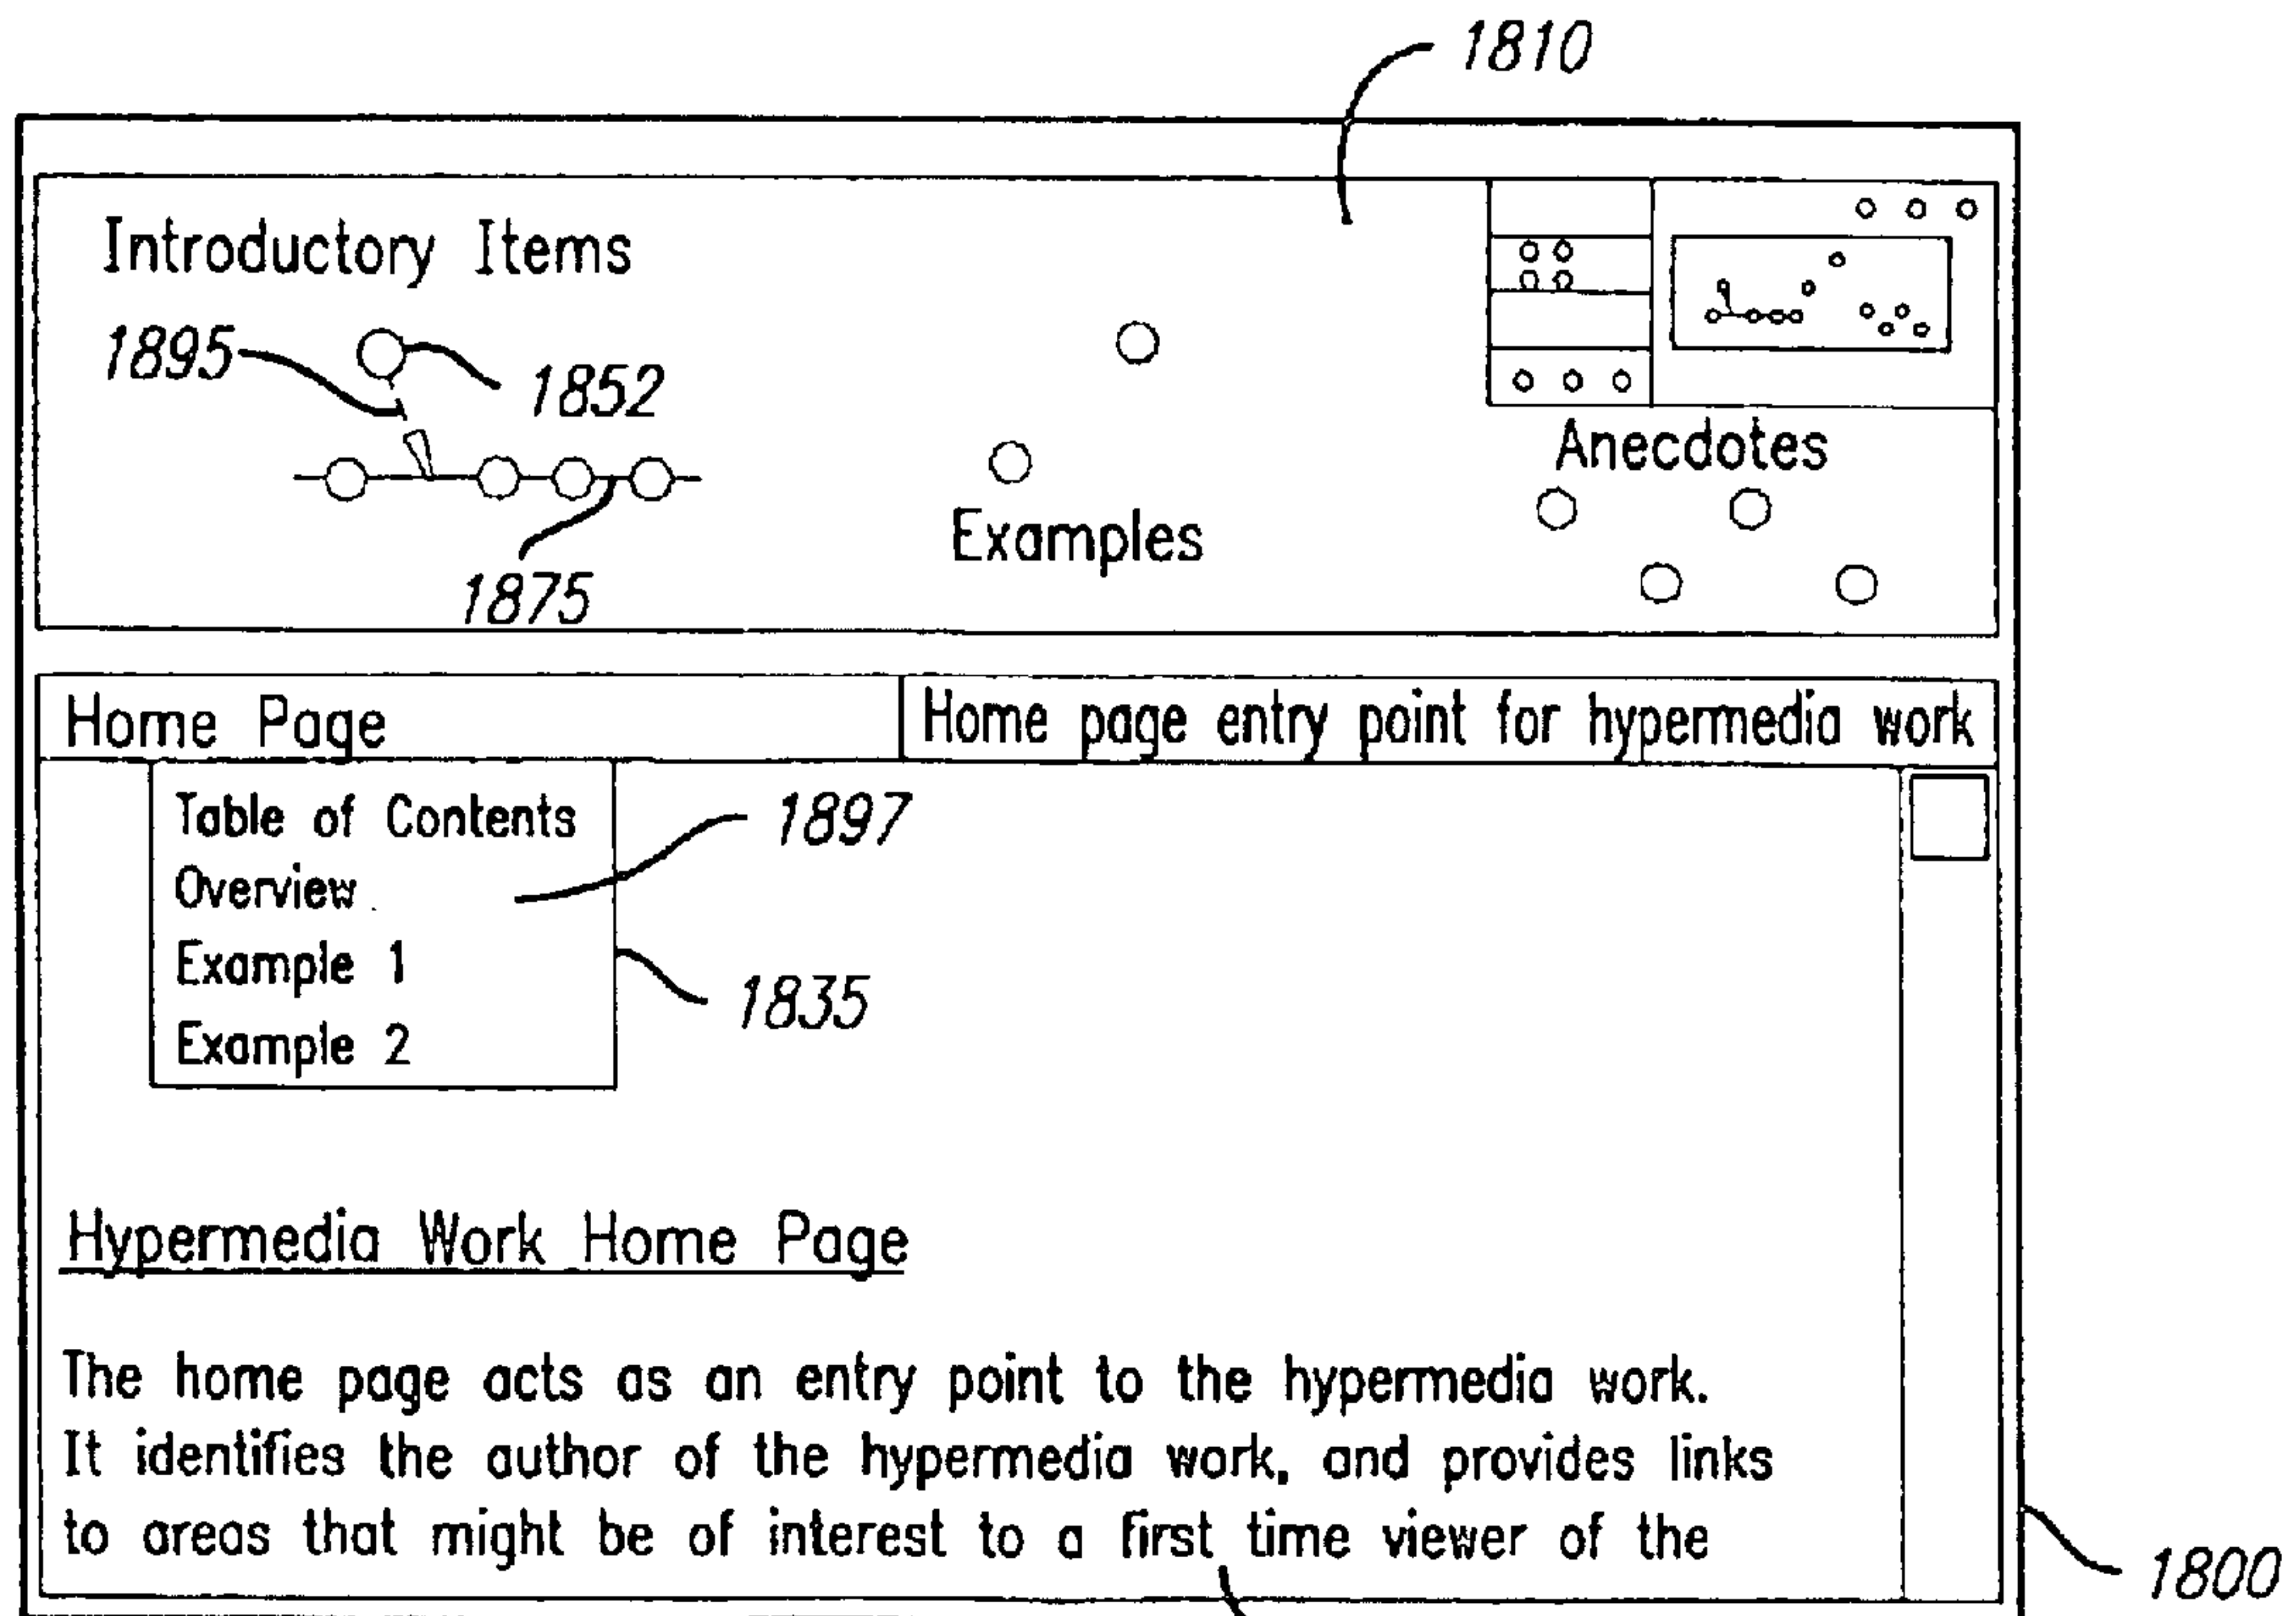 1810
Introductory Items
1895
1852
Anecdotes
Examples
1875
Home Page
Home page entry point for hypermedia work
Table of Contents
1897
Overview
Example 1
1835
Example 2
Hypermedia Work Home Page
The home page acts as an entry point to the hypermedia work.
It identifies the author of the hypermedia work, and provides links
to areas that might be of interest to a first time viewer of the
1800